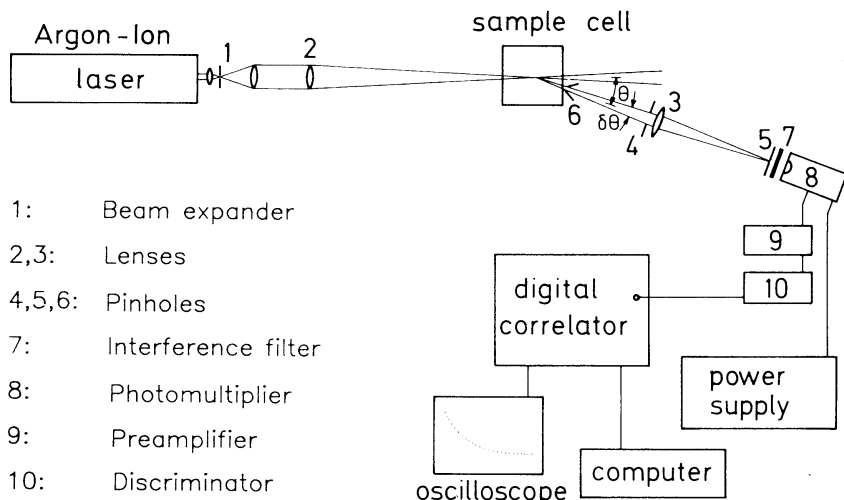 Argon-Ion
laser
1
2
sample cell
θ
3
6
δθ
4
5 7
8
9
10
1: Beam expander
2,3: Lenses
4,5,6: Pinholes
7: Interference filter
8: Photomultiplier
9: Preamplifier
10: Discriminator
digital
correlator
power
supply
oscilloscope
computer